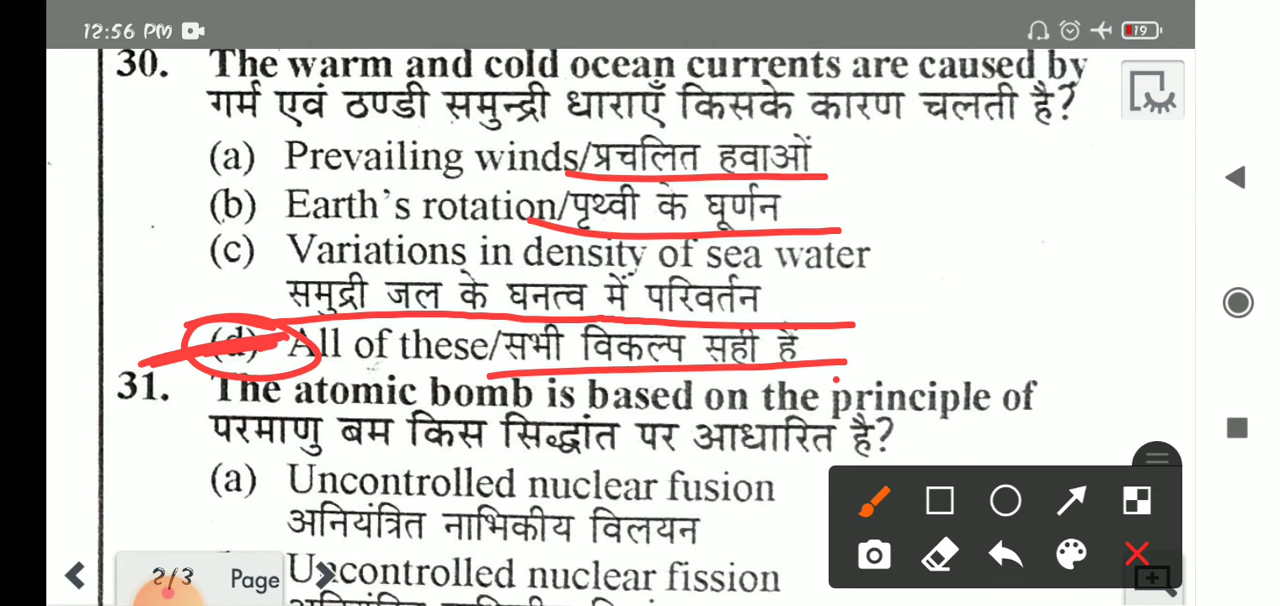 12:56 PM
19
30. The warm and cold ocean currents are caused by
गर्म एवं ठण्डी समुन्द्री धाराएँ किसके कारण चलती है?
(a) Prevailing winds/प्रचलित हवाओं
(b) Earth's rotation/पृथ्वी के घूर्णन
(c) Variations in density of sea water
समुद्री जल के घनत्व में परिवर्तन
(d) All of these/सभी विकल्प सही हैं
31. The atomic bomb is based on the principle of
परमाणु बम किस सिद्धांत पर आधारित है?
(a) Uncontrolled nuclear fusion
अनियंत्रित नाभिकीय विलयन
Uncontrolled nuclear fission
2/3 Page